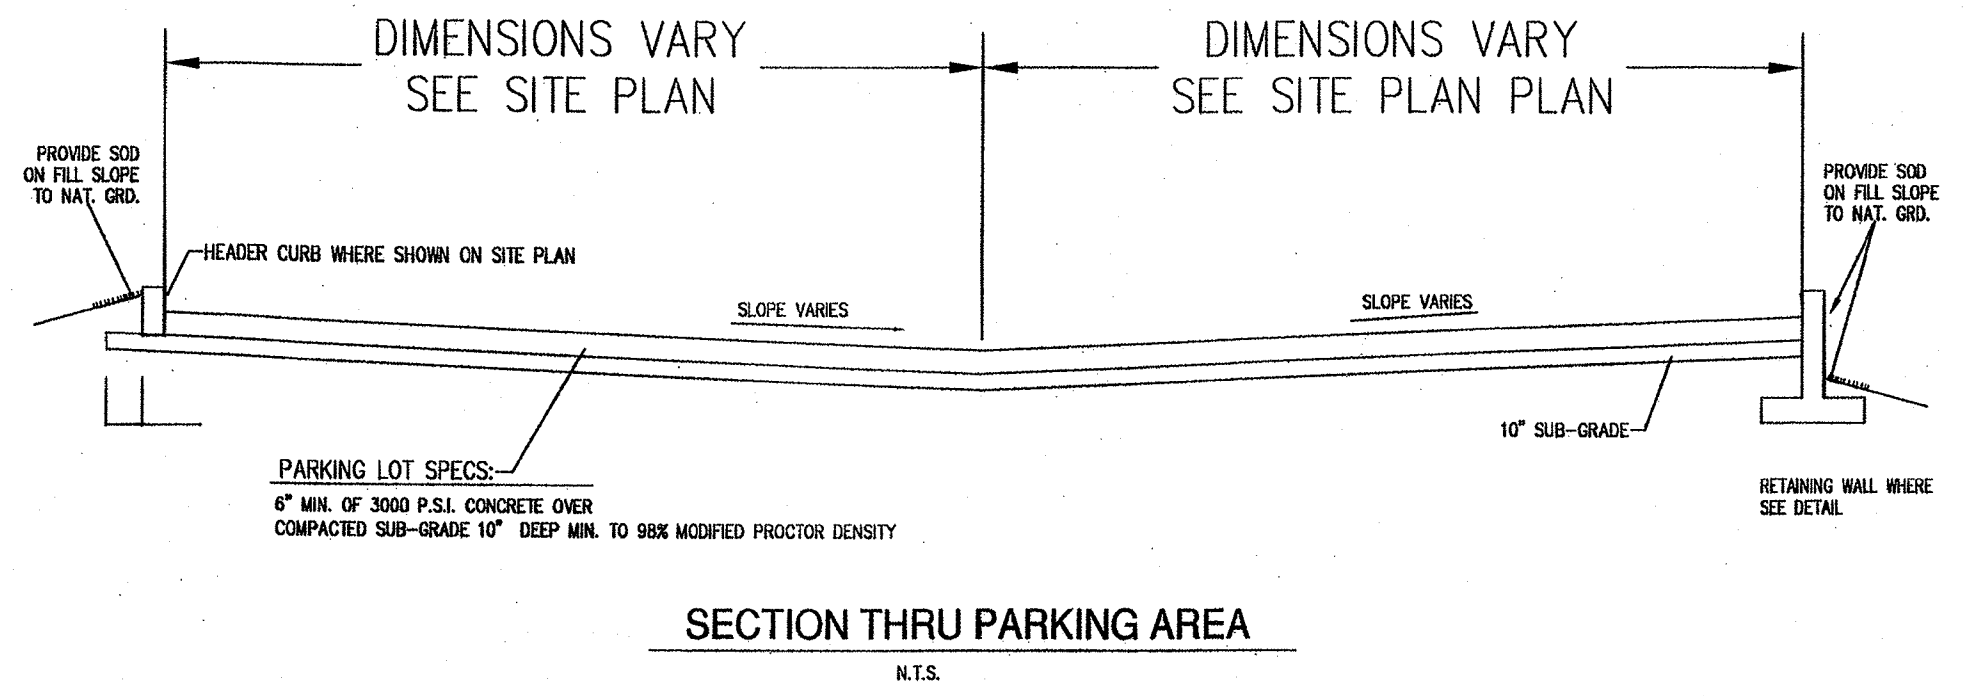 DIMENSIONS VARY
SEE SITE PLAN
DIMENSIONS VARY
SEE SITE PLAN PLAN
PROVIDE SOD
ON FILL SLOPE
TO NAT. GRD.
PROVIDE SOD
ON FILL SLOPE
TO NAT. GRD.
HEADER CURB WHERE SHOWN ON SITE PLAN
SLOPE VARIES
SLOPE VARIES
10" SUB-GRADE
PARKING LOT SPECS:
6" MIN. OF 3000 P.S.I. CONCRETE OVER
COMPACTED SUB-GRADE 10" DEEP MIN. TO 98% MODIFIED PROCTOR DENSITY
RETAINING WALL WHERE
SEE DETAIL
SECTION THRU PARKING AREA
N.T.S.